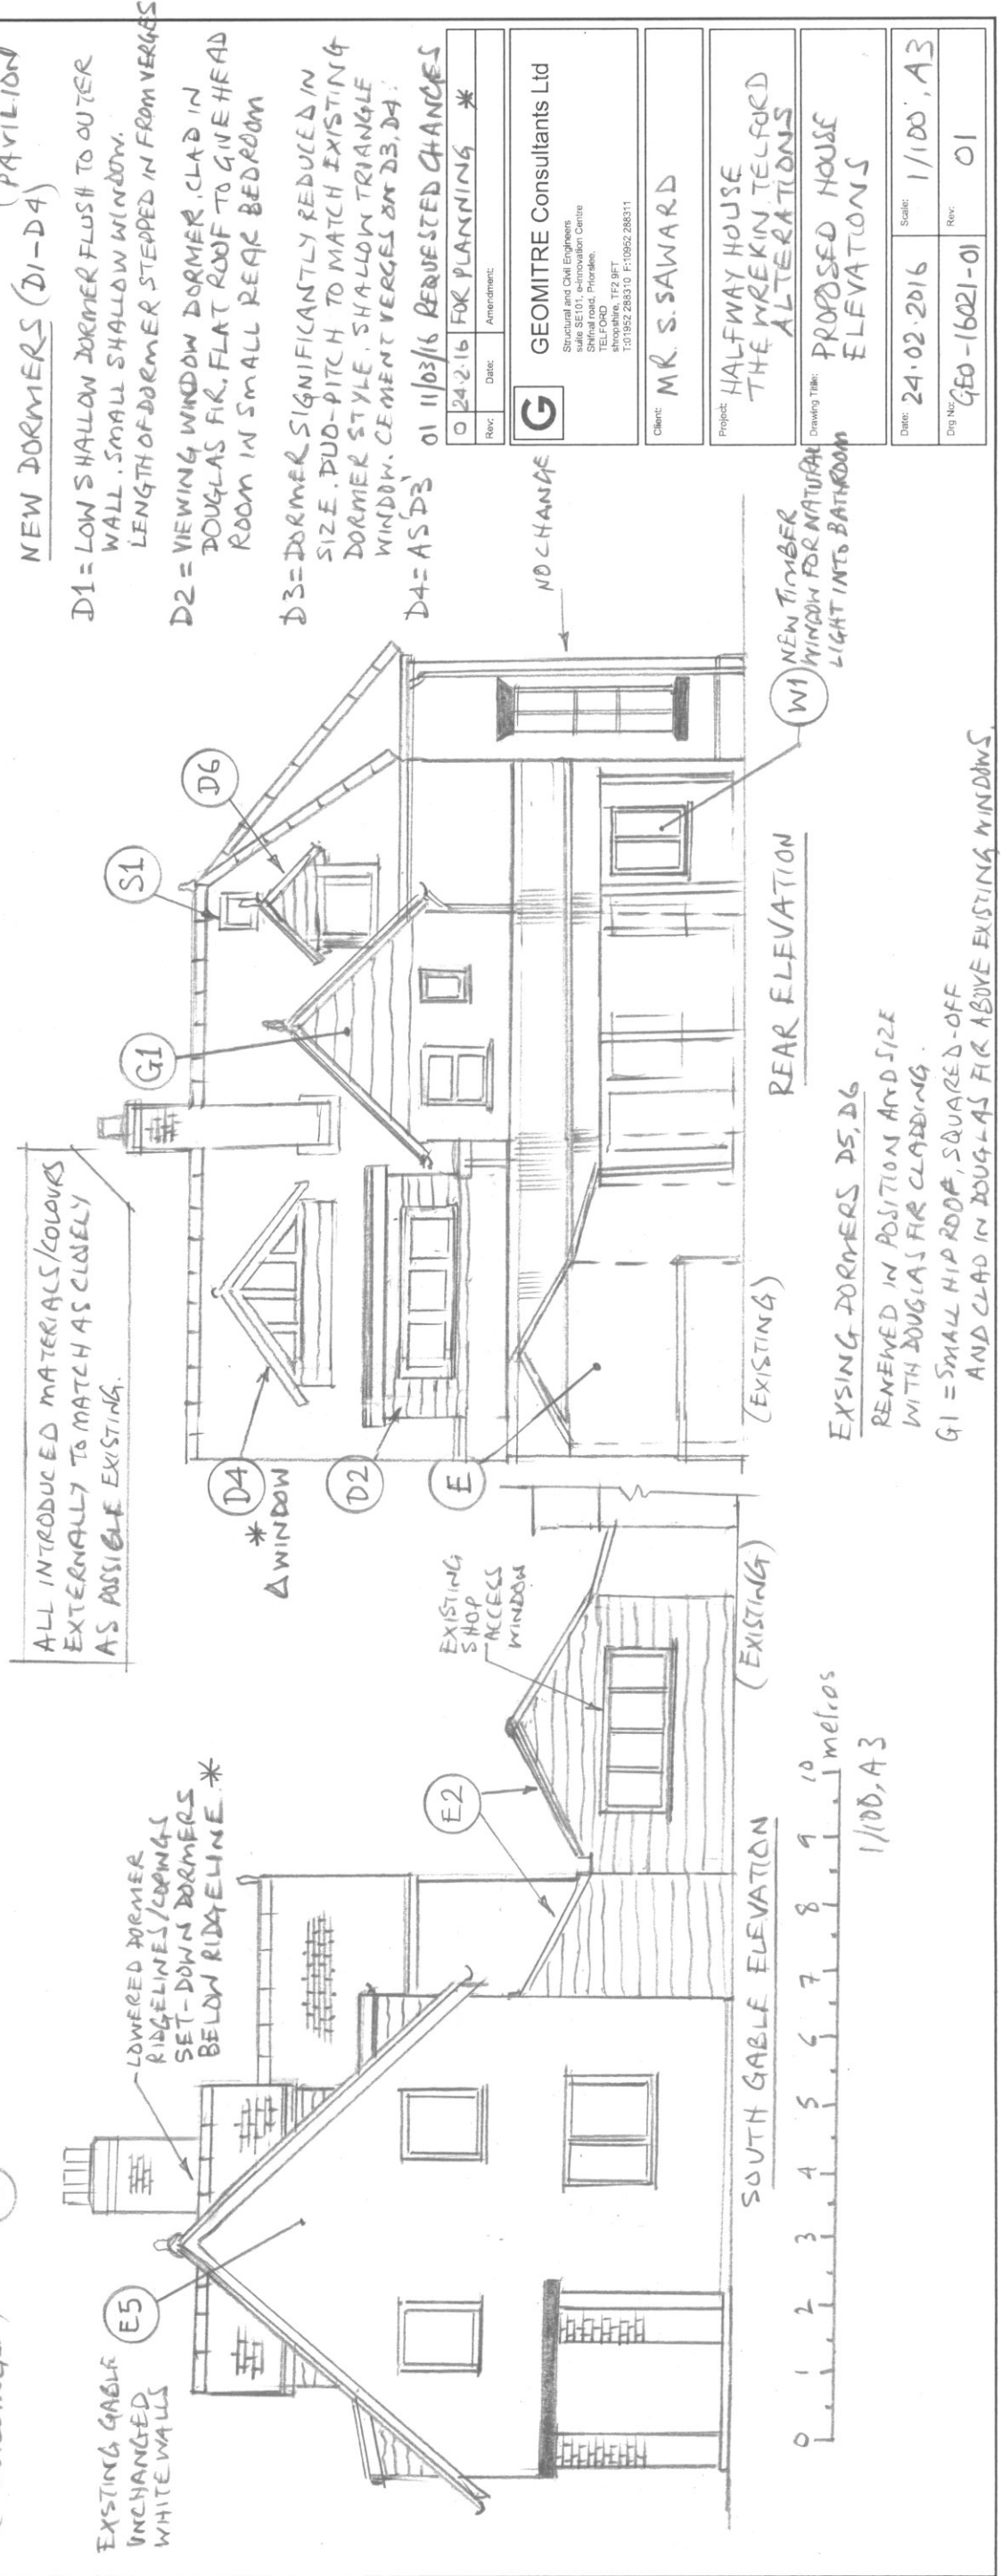 (PAVILION
NEW DORMERS (D1-D4)
D1 = LOW SHALLOW DORMER FLUSH TO OUTER
WALL. SMALL SHALLOW WINDOW.
LENGTH OF DORMER STEPPED IN FROM VERGES
D2 = VIEWING WINDOW DORMER, CLAD IN
DOUGLAS FIR. FLAT ROOF TO GIVE HEAD
ROOM IN SMALL REAR BEDROOM
D3 = DORMER SIGNIFICANTLY REDUCED IN
SIZE. DUO-PITCH TO MATCH EXISTING
DORMER STYLE. SHALLOW TRIANGLE
WINDOW. CEMENT VERGES ON D3, D4.
D4 = AS 'D3'
01 11/03/16 REQUESTED CHANGES
0 24.2.16 FOR PLANNING *
Rev: Date: Amendment:
G
GEOMITRE Consultants Ltd
Structural and Civil Engineers
suite SE101, e-Innovation Centre
Shifnal road, Priorslee,
TELFORD
shropshire, TF2 9FT
T:01952 288310 F:10952 288311
Client: MR. S. SAWARD
Project: HALFWAY HOUSE
THE WREKIN, TELFORD
ALTERATIONS
Drawing Title: PROPOSED HOUSE
ELEVATIONS
Date: 24.02.2016
Scale: 1/100, A3
Drg No: GEO-16021-01
Rev: 01
ALL INTRODUCED MATERIALS/COLOURS
EXTERNALLY TO MATCH AS CLOSELY
AS POSSIBLE EXISTING.
EXSTING GABLE
UNCHANGED
WHITE WALLS
E5
LOWERED DORMER
RIDGELINES/COPINGS
SET-DOWN DORMERS
BELOW RIDGELINE *
E2
EXISTING
SHOP
ACCESS
WINDOW
(EXISTING)
SOUTH GABLE ELEVATION
0 1 2 3 4 5 6 7 8 9 10 metres
1/100, A3
D4
*
Δ WINDOW
D2
E
G1
S1
D6
NO CHANGE
W1 NEW TIMBER
WINDOW FOR NATURAL
LIGHT INTO BATHROOM
(EXISTING)
REAR ELEVATION
EXSING DORMERS D5, D6
RENEWED IN POSITION AND SIZE
WITH DOUGLAS FIR CLADDING.
G1 = SMALL HIP ROOF, SQUARED-OFF
AND CLAD IN DOUGLAS FIR ABOVE EXISTING WINDOWS.